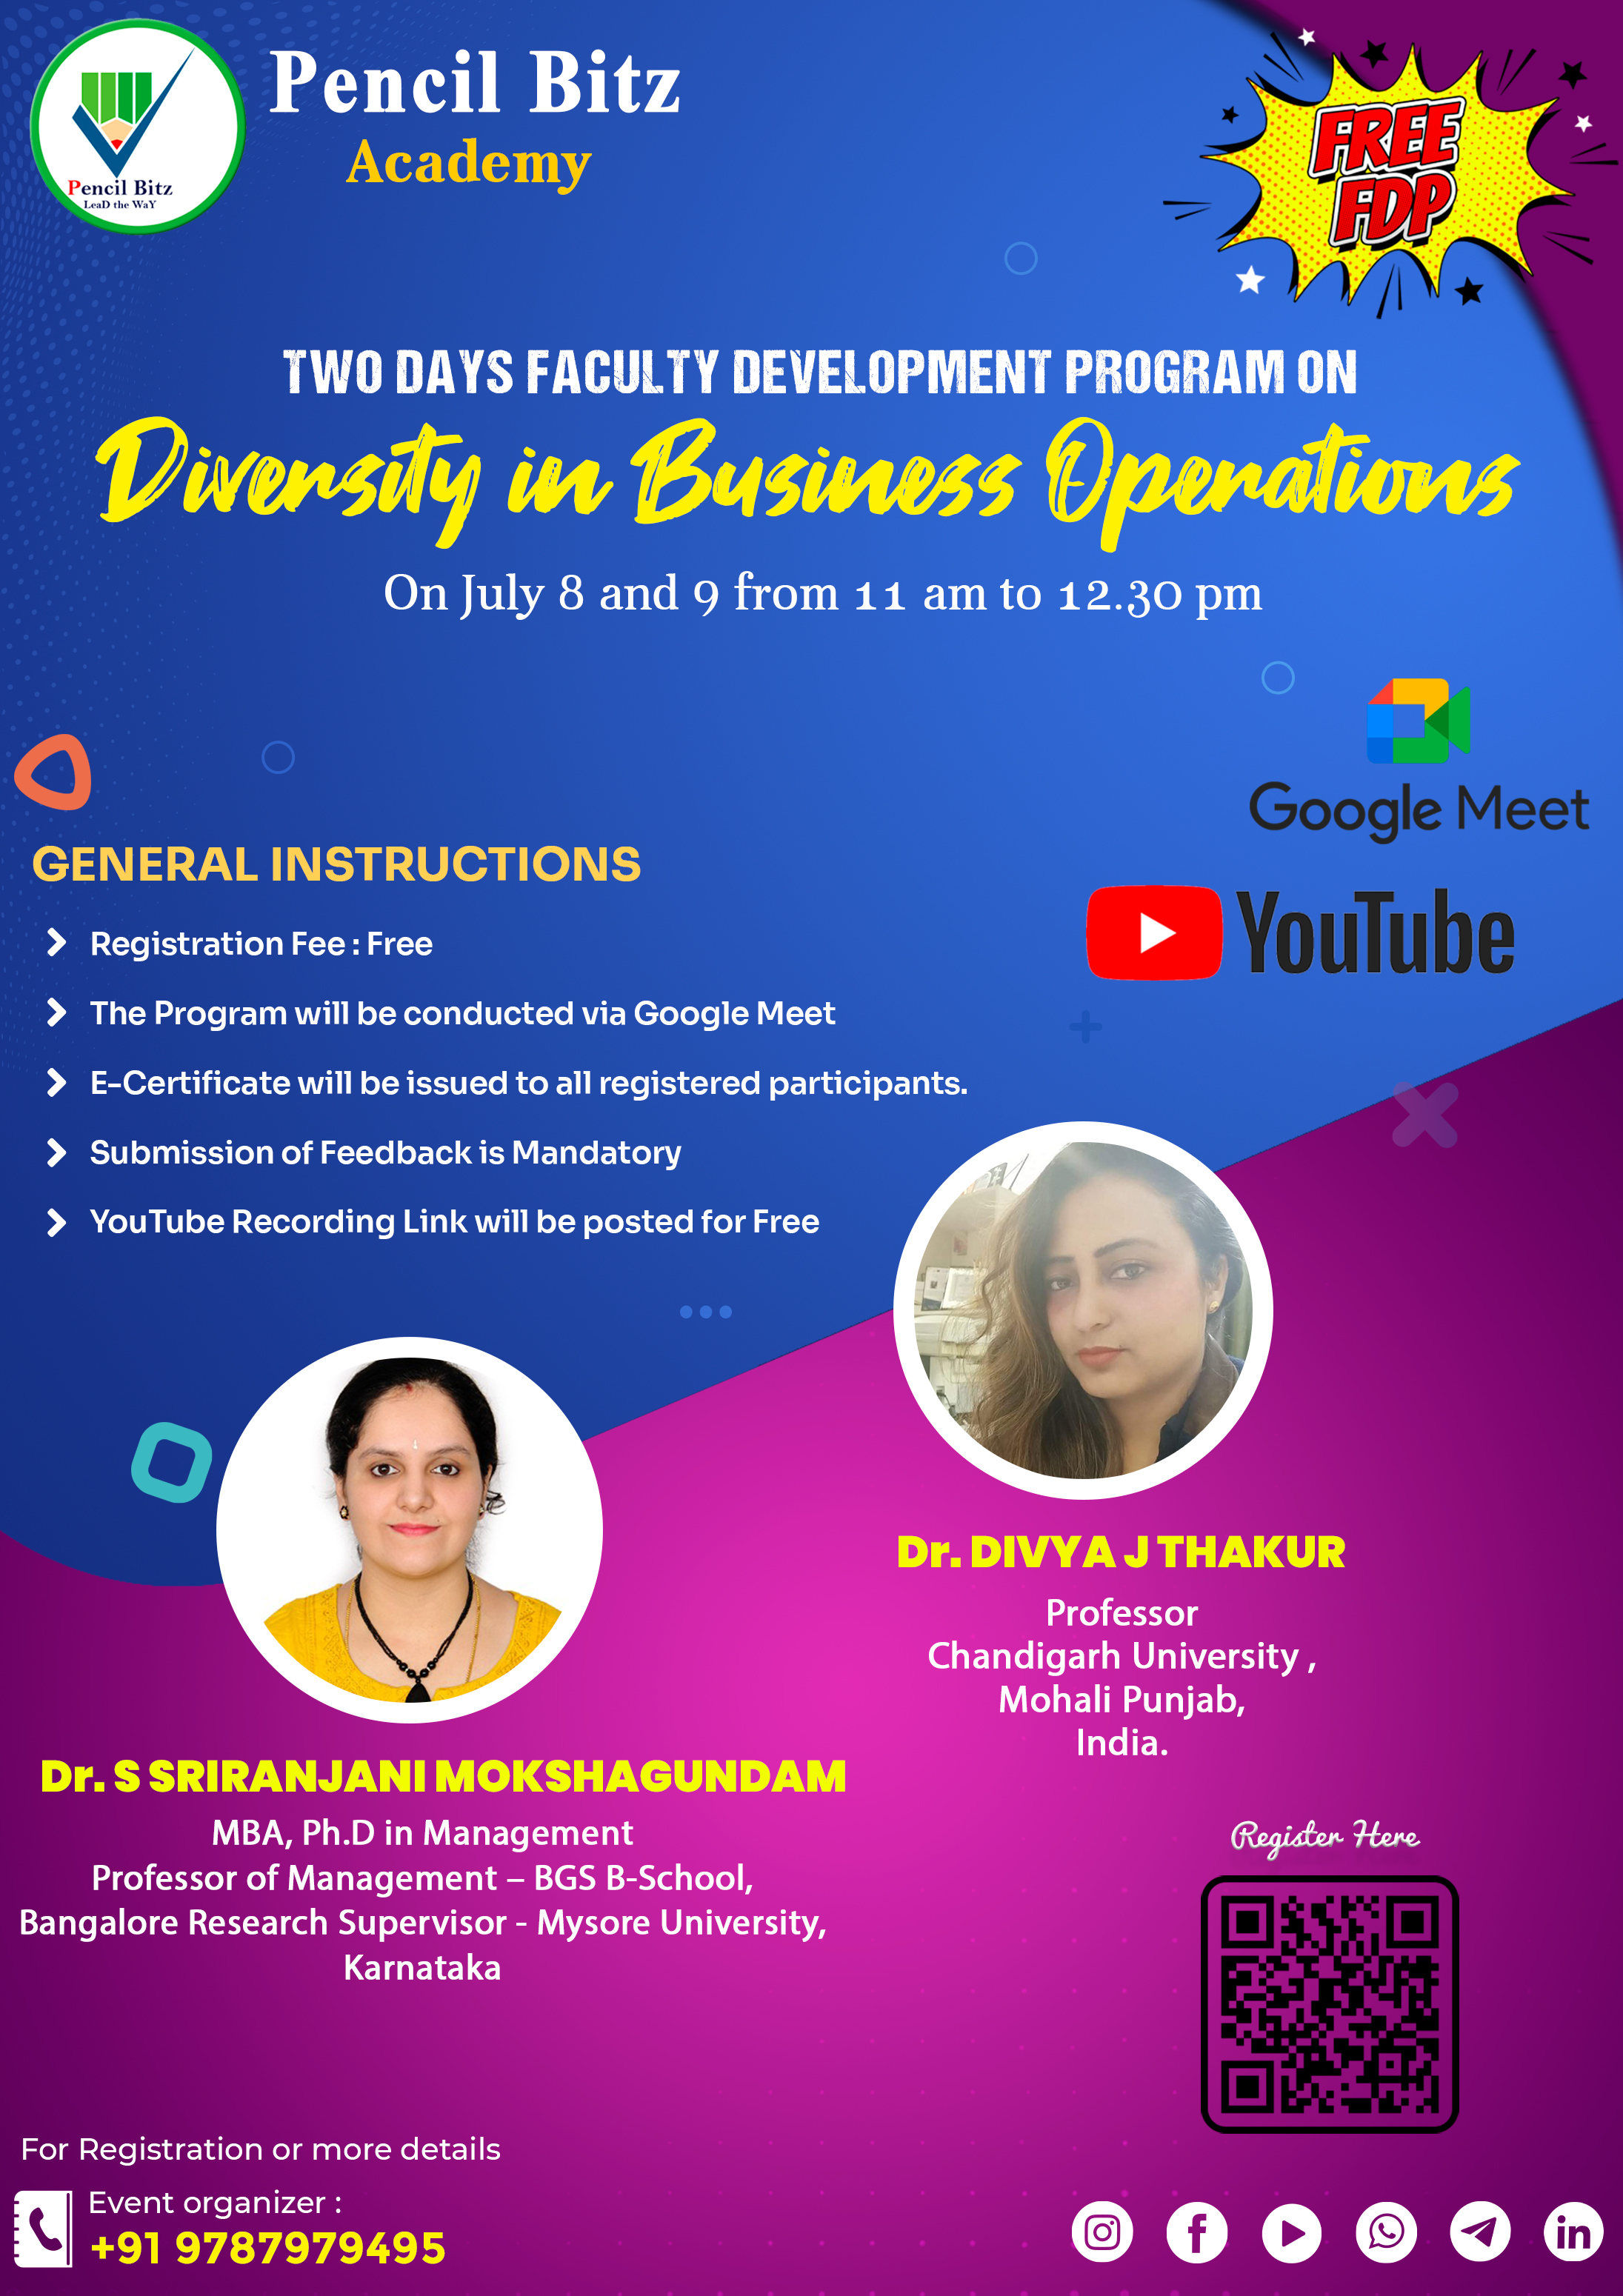 Pencil Bitz
LeaD the WaY
Pencil Bitz
Academy
FREE
FDP
TWO DAYS FACULTY DEVELOPMENT PROGRAM ON
Diversity in Business Operations
On July 8 and 9 from 11 am to 12.30 pm
Google Meet
YouTube
GENERAL INSTRUCTIONS
Registration Fee : Free
The Program will be conducted via Google Meet
E-Certificate will be issued to all registered participants.
Submission of Feedback is Mandatory
YouTube Recording Link will be posted for Free
Dr. DIVYA J THAKUR
Professor
Chandigarh University ,
Mohali Punjab,
India.
Dr. S SRIRANJANI MOKSHAGUNDAM
MBA, Ph.D in Management
Professor of Management – BGS B-School,
Bangalore Research Supervisor - Mysore University,
Karnataka
Register Here
For Registration or more details
Event organizer :
+91 9787979495